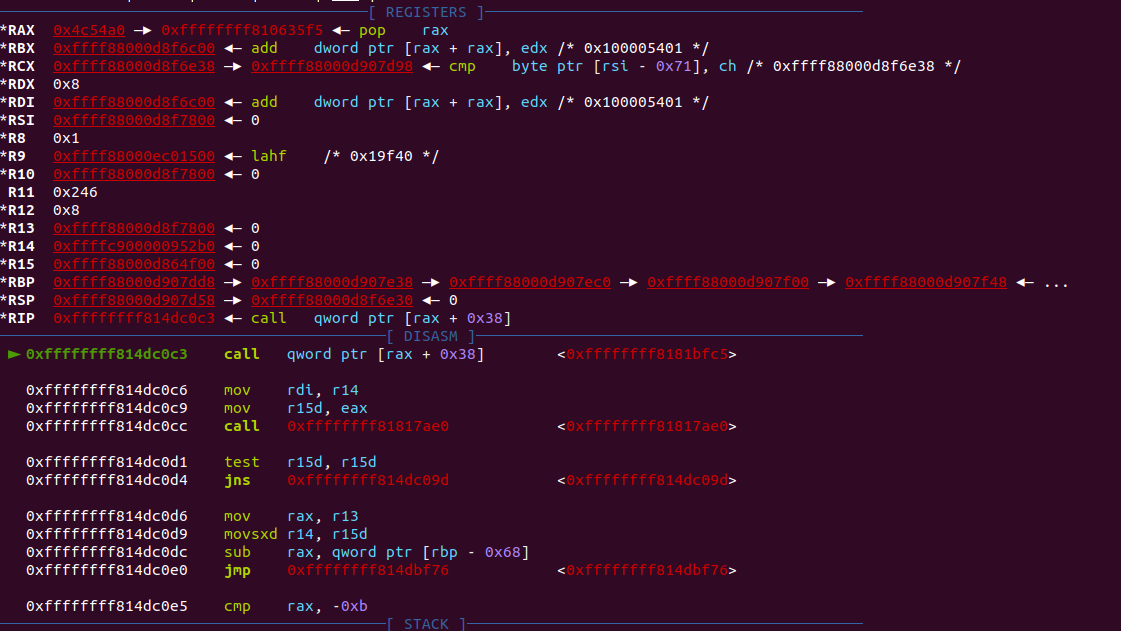 [ REGISTERS ]
*RAX 0x4c54a0 —▸ 0xffffffff810635f5 ◂— pop rax
*RBX 0xffff88000d8f6c00 ◂— add dword ptr [rax + rax], edx /* 0x100005401 */
*RCX 0xffff88000d8f6e38 —▸ 0xffff88000d907d98 ◂— cmp byte ptr [rsi - 0x71], ch /* 0xffff88000d8f6e38 */
*RDX 0x8
*RDI 0xffff88000d8f6c00 ◂— add dword ptr [rax + rax], edx /* 0x100005401 */
*RSI 0xffff88000d8f7800 ◂— 0
*R8 0x1
*R9 0xffff88000ec01500 ◂— lahf /* 0x19f40 */
*R10 0xffff88000d8f7800 ◂— 0
R11 0x246
*R12 0x8
*R13 0xffff88000d8f7800 ◂— 0
*R14 0xffffc900000952b0 ◂— 0
*R15 0xffff88000d864f00 ◂— 0
*RBP 0xffff88000d907dd8 —▸ 0xffff88000d907e38 —▸ 0xffff88000d907ec0 —▸ 0xffff88000d907f00 —▸ 0xffff88000d907f48 ◂— ...
*RSP 0xffff88000d907d58 —▸ 0xffff88000d8f6e30 ◂— 0
*RIP 0xffffffff814dc0c3 ◂— call qword ptr [rax + 0x38]
[ DISASM ]
► 0xffffffff814dc0c3 call qword ptr [rax + 0x38] <0xffffffff8181bfc5>
0xffffffff814dc0c6 mov rdi, r14
0xffffffff814dc0c9 mov r15d, eax
0xffffffff814dc0cc call 0xffffffff81817ae0 <0xffffffff81817ae0>
0xffffffff814dc0d1 test r15d, r15d
0xffffffff814dc0d4 jns 0xffffffff814dc09d <0xffffffff814dc09d>
0xffffffff814dc0d6 mov rax, r13
0xffffffff814dc0d9 movsxd r14, r15d
0xffffffff814dc0dc sub rax, qword ptr [rbp - 0x68]
0xffffffff814dc0e0 jmp 0xffffffff814dbf76 <0xffffffff814dbf76>
0xffffffff814dc0e5 cmp rax, -0xb
[ STACK ]